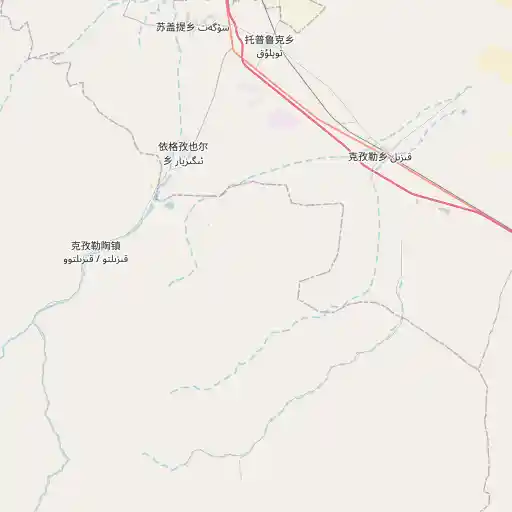 苏盖提乡 سۆگەت
托普鲁克乡
توپلۇق
依格孜也尔
乡 ئىگىزيار
克孜勒乡 قىزىل
克孜勒陶镇
قىزىلتو / قىزىلتوو